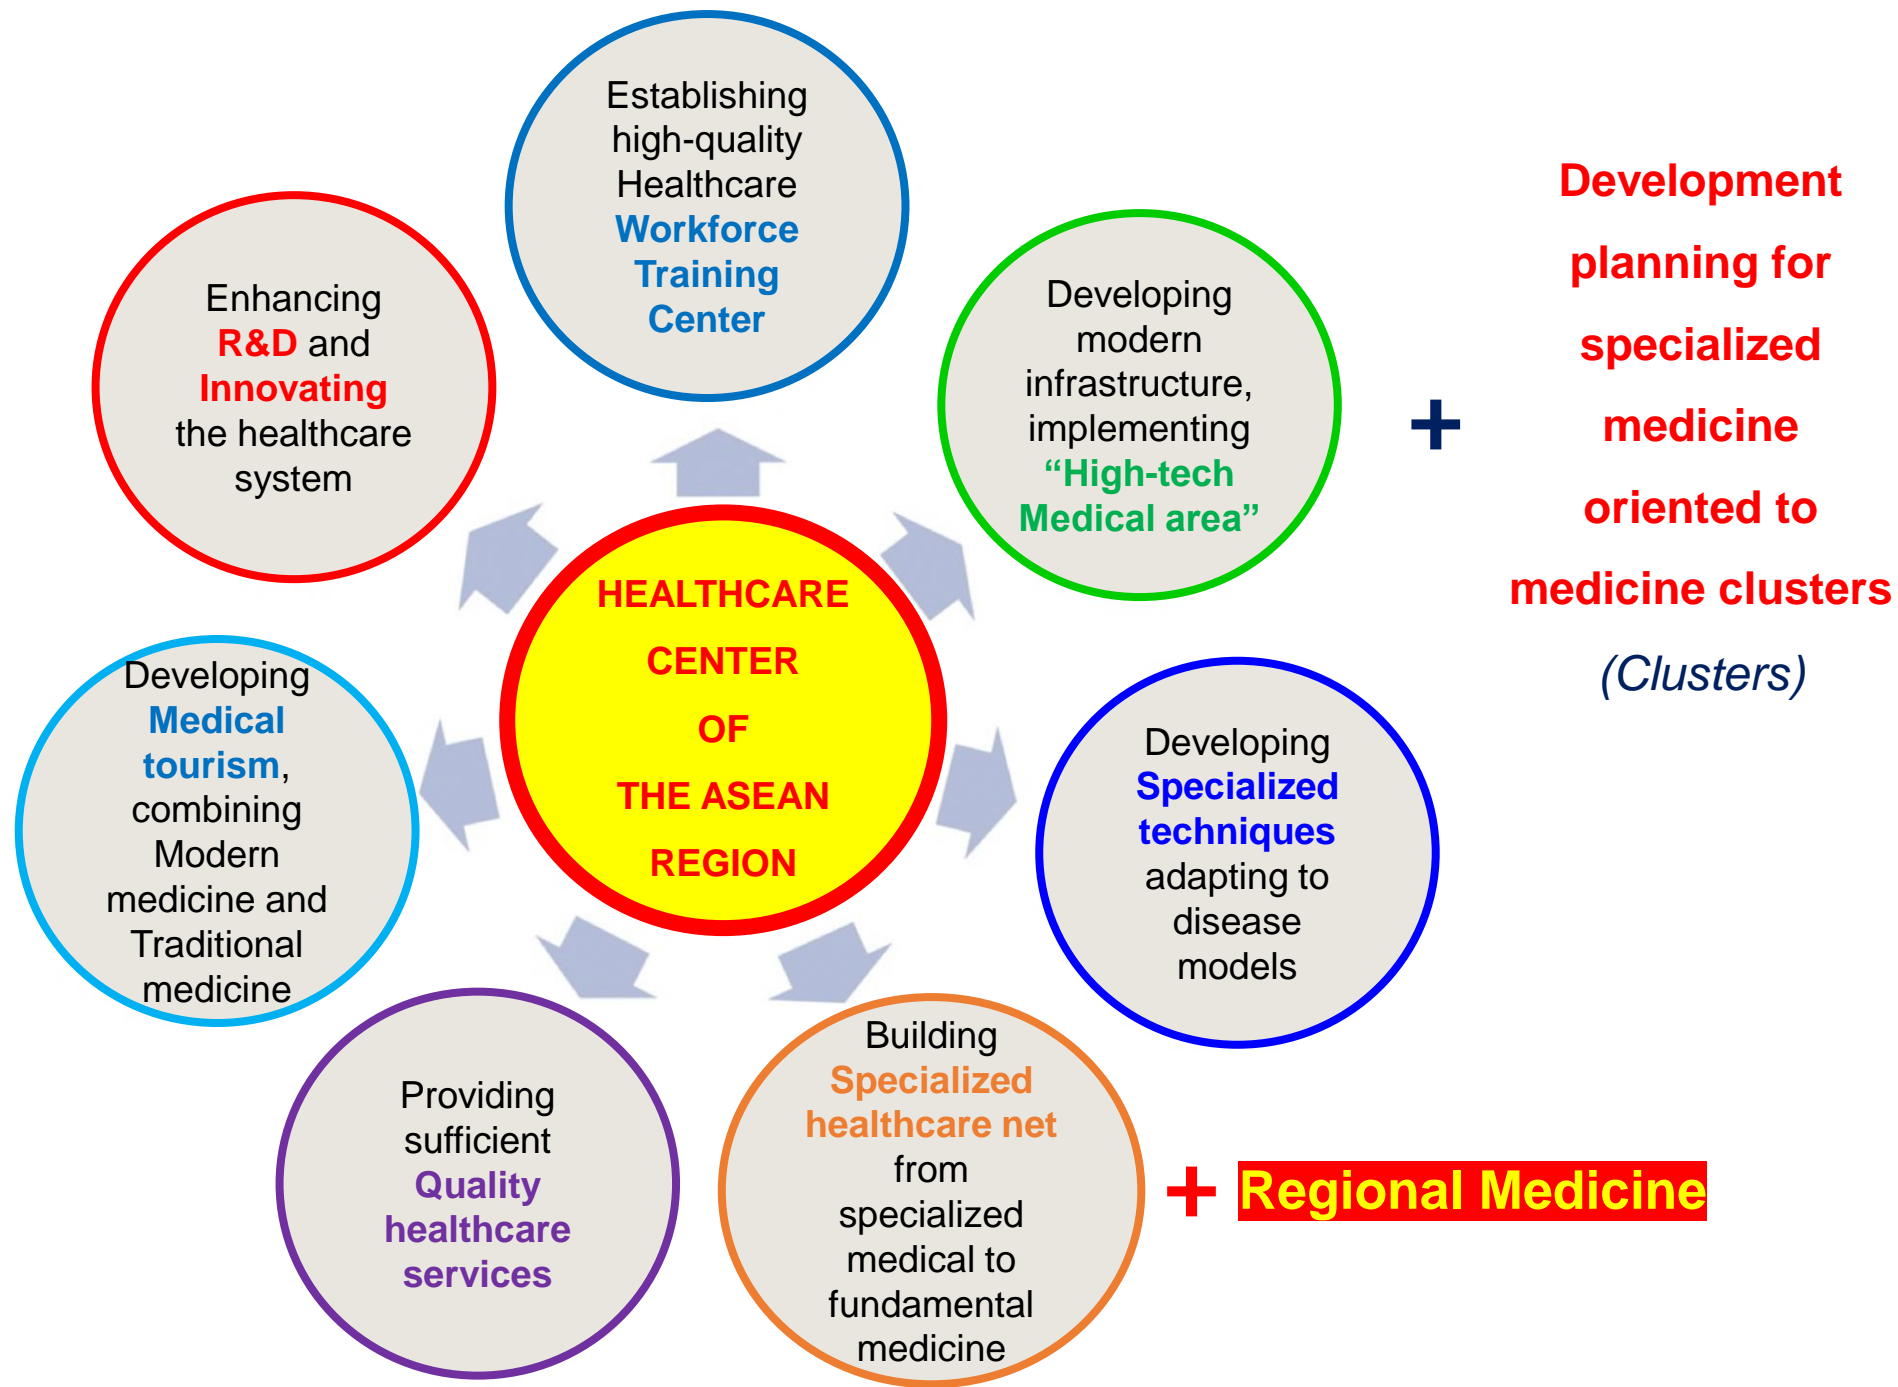 Establishing
high-quality
Healthcare
Workforce
Training
Center
Enhancing
R&D and
Innovating
the healthcare
system
Developing
modern
infrastructure,
implementing
“High-tech
Medical area”
+
Development
planning for
specialized
medicine
oriented to
medicine clusters
(Clusters)
HEALTHCARE
CENTER
OF
THE ASEAN
REGION
Developing
Medical
tourism,
combining
Modern
medicine and
Traditional
medicine
Developing
Specialized
techniques
adapting to
disease
models
Providing
sufficient
Quality
healthcare
services
Building
Specialized
healthcare net
from
specialized
medical to
fundamental
medicine
+ Regional Medicine